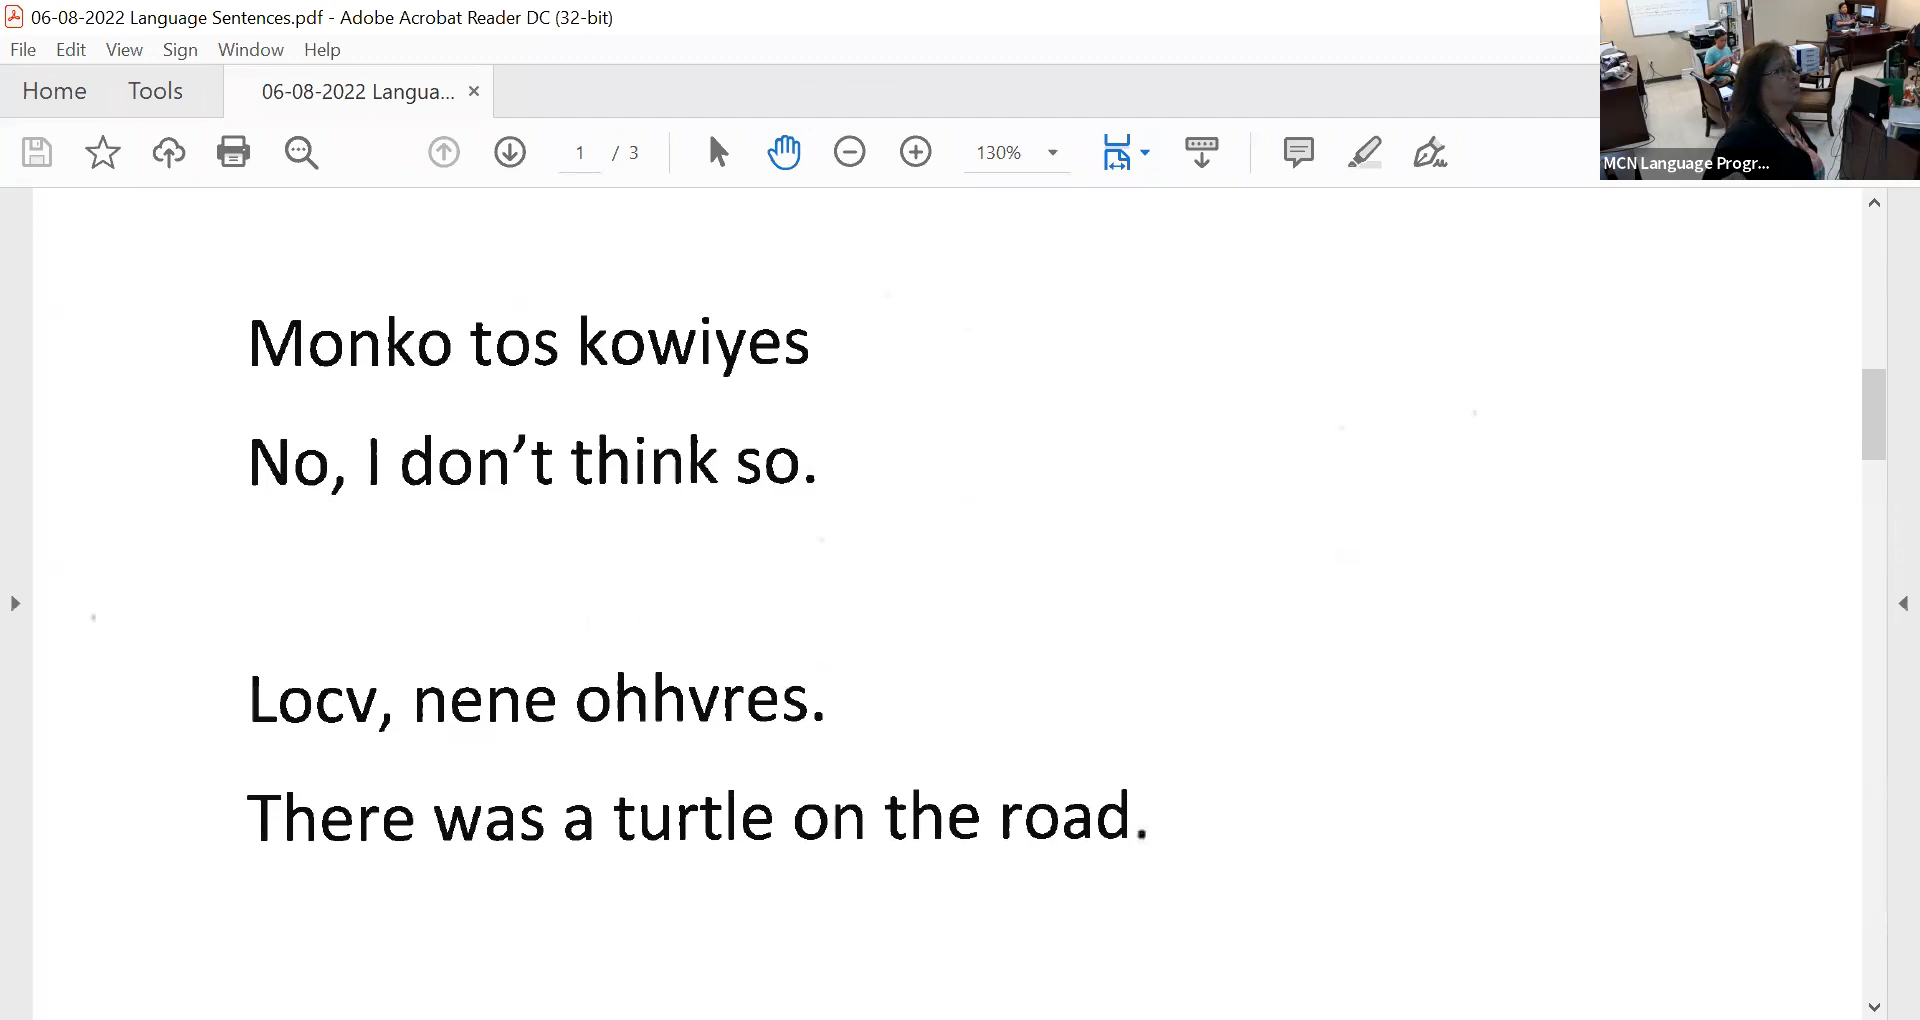 06-08-2022 Language Sentences.pdf - Adobe Acrobat Reader DC (32-bit)
File Edit View Sign Window Help
Home Tools 06-08-2022 Langua... ×
1 / 3 130%
MCN Language Progr...
Monko tos kowiyes
No, I don’t think so.
Locv, nene ohhvres.
There was a turtle on the road.